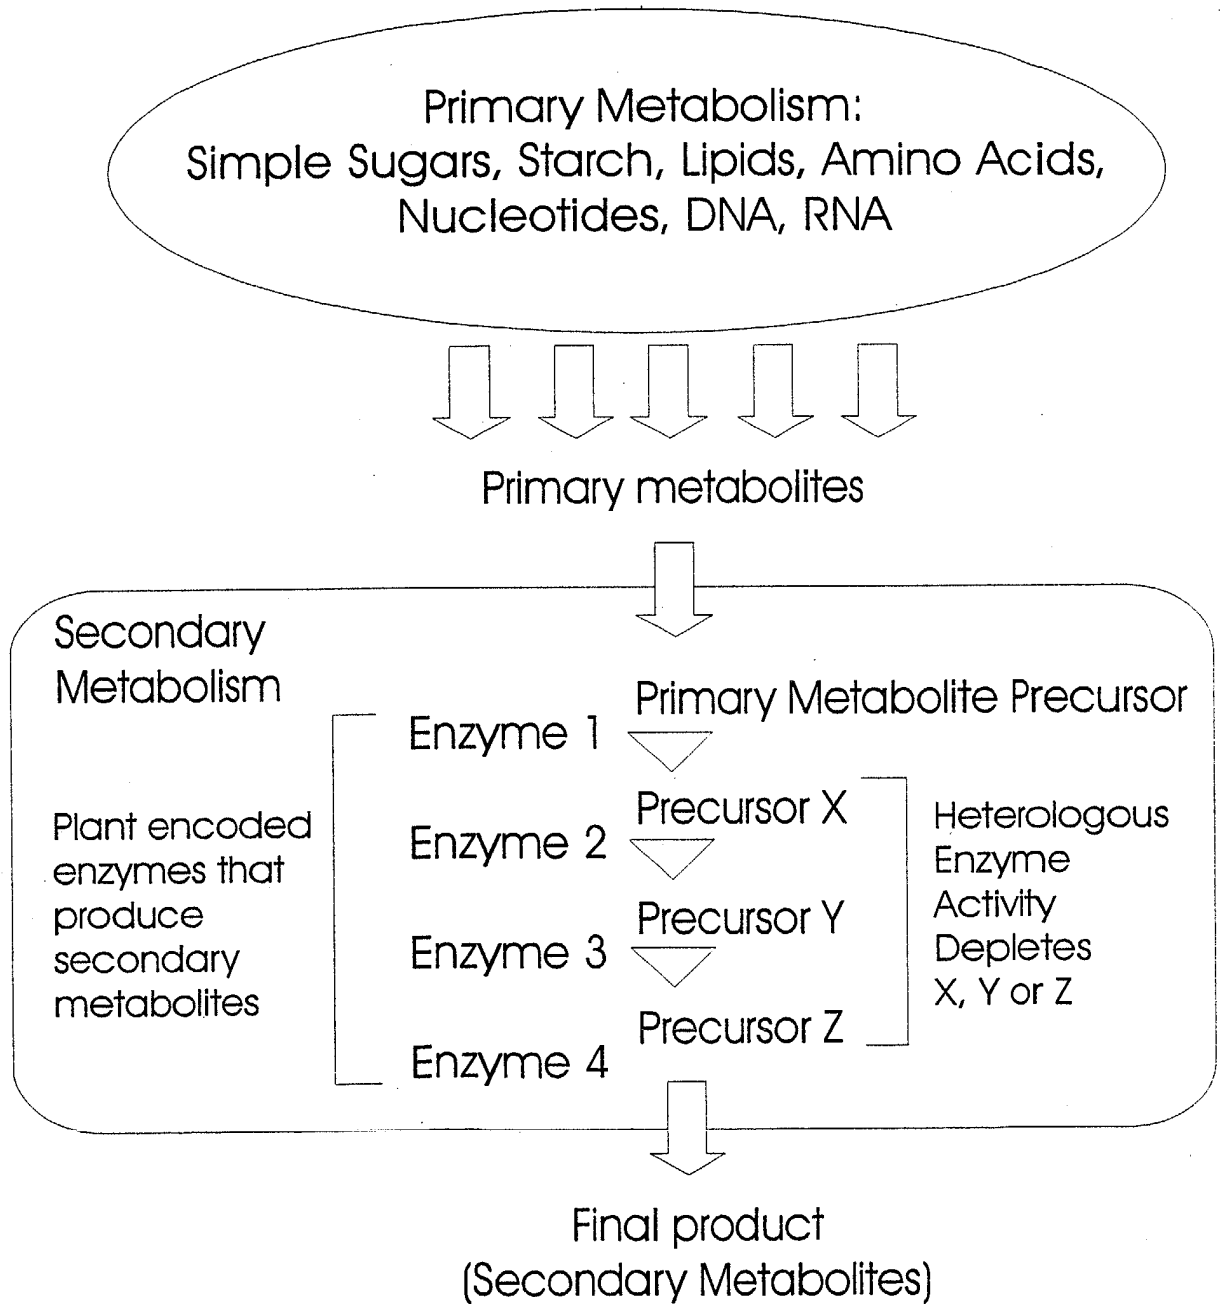 Primary Metabolism:
Simple Sugars, Starch, Lipids, Amino Acids,
Nucleotides, DNA, RNA
Primary metabolites
Secondary
Metabolism
Primary Metabolite Precursor
Enzyme 1
Precursor X
Enzyme 2
Precursor Y
Enzyme 3
Precursor Z
Enzyme 4
Plant encoded
enzymes that
produce
secondary
metabolites
Heterologous
Enzyme
Activity
Depletes
X, Y or Z
Final product
(Secondary Metabolites)